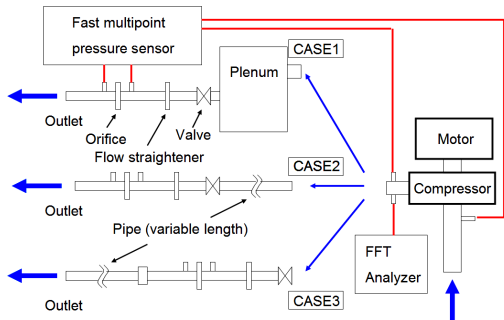 Fast multipoint
pressure sensor
CASE1
Plenum
Outlet
Orifice
Valve
Flow straightener
Motor
CASE2
Compressor
Outlet
Pipe (variable length)
FFT
Analyzer
Outlet
CASE3